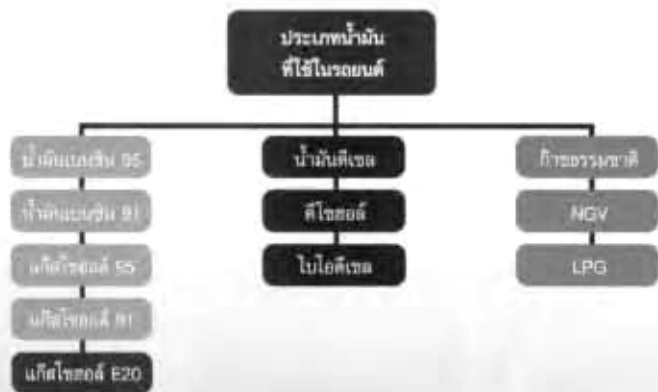 ประเภทน้ำมัน
ที่ใช้ในรถยนต์
น้ำมันเบนซิน 95
น้ำมันเบนซิน 91
แก๊สโซฮอล์ 95
แก๊สโซฮอล์ 91
แก๊สโซฮอล์ E20
น้ำมันดีเซล
ดีโซฮอล์
ไบโอดีเซล
ก๊าซธรรมชาติ
NGV
LPG